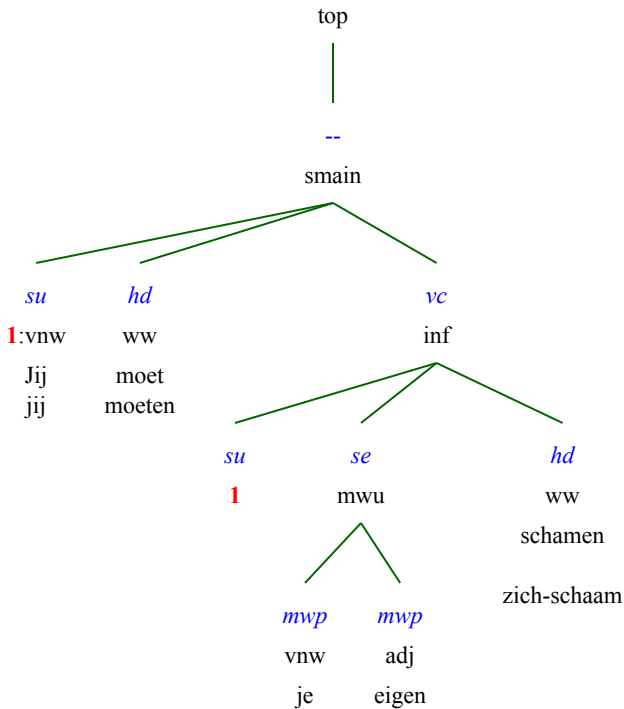 top
--
smain
su hd vc
1:vnw ww inf
Jij moet
jij moeten
su se hd
1 mwu ww
schamen
zich-schaam
mwp mwp
vnw adj
je eigen